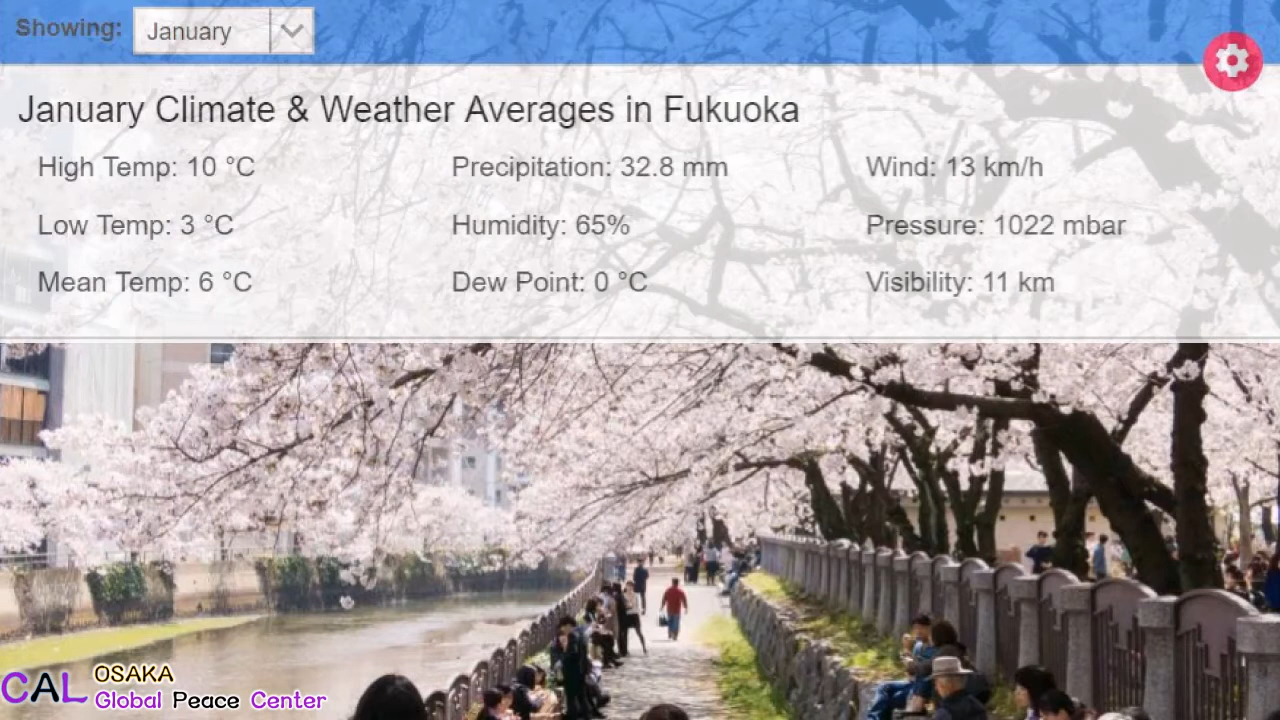 Showing: January
January Climate & Weather Averages in Fukuoka
High Temp: 10 °C Precipitation: 32.8 mm Wind: 13 km/h
Low Temp: 3 °C Humidity: 65% Pressure: 1022 mbar
Mean Temp: 6 °C Dew Point: 0 °C Visibility: 11 km
CAL OSAKA
Global Peace Center